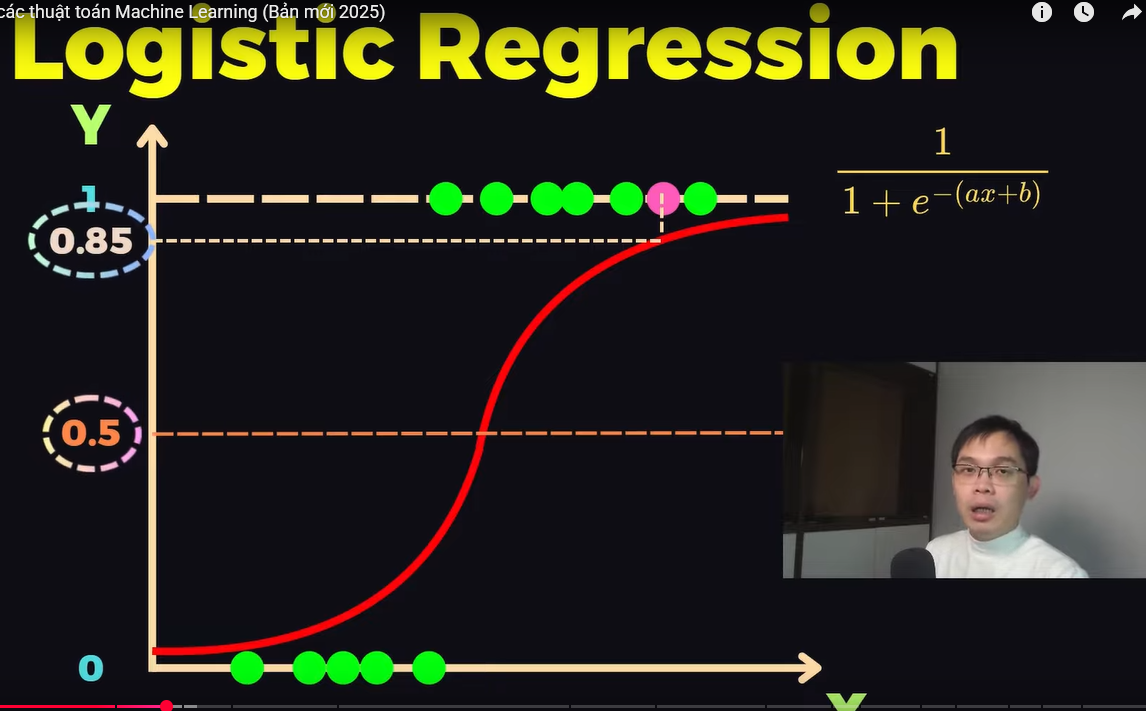 các thuật toán Machine Learning (Bản mới 2025)
Logistic Regression
Y
1
0.85
0.5
0
1
1 + e^{-(ax+b)}